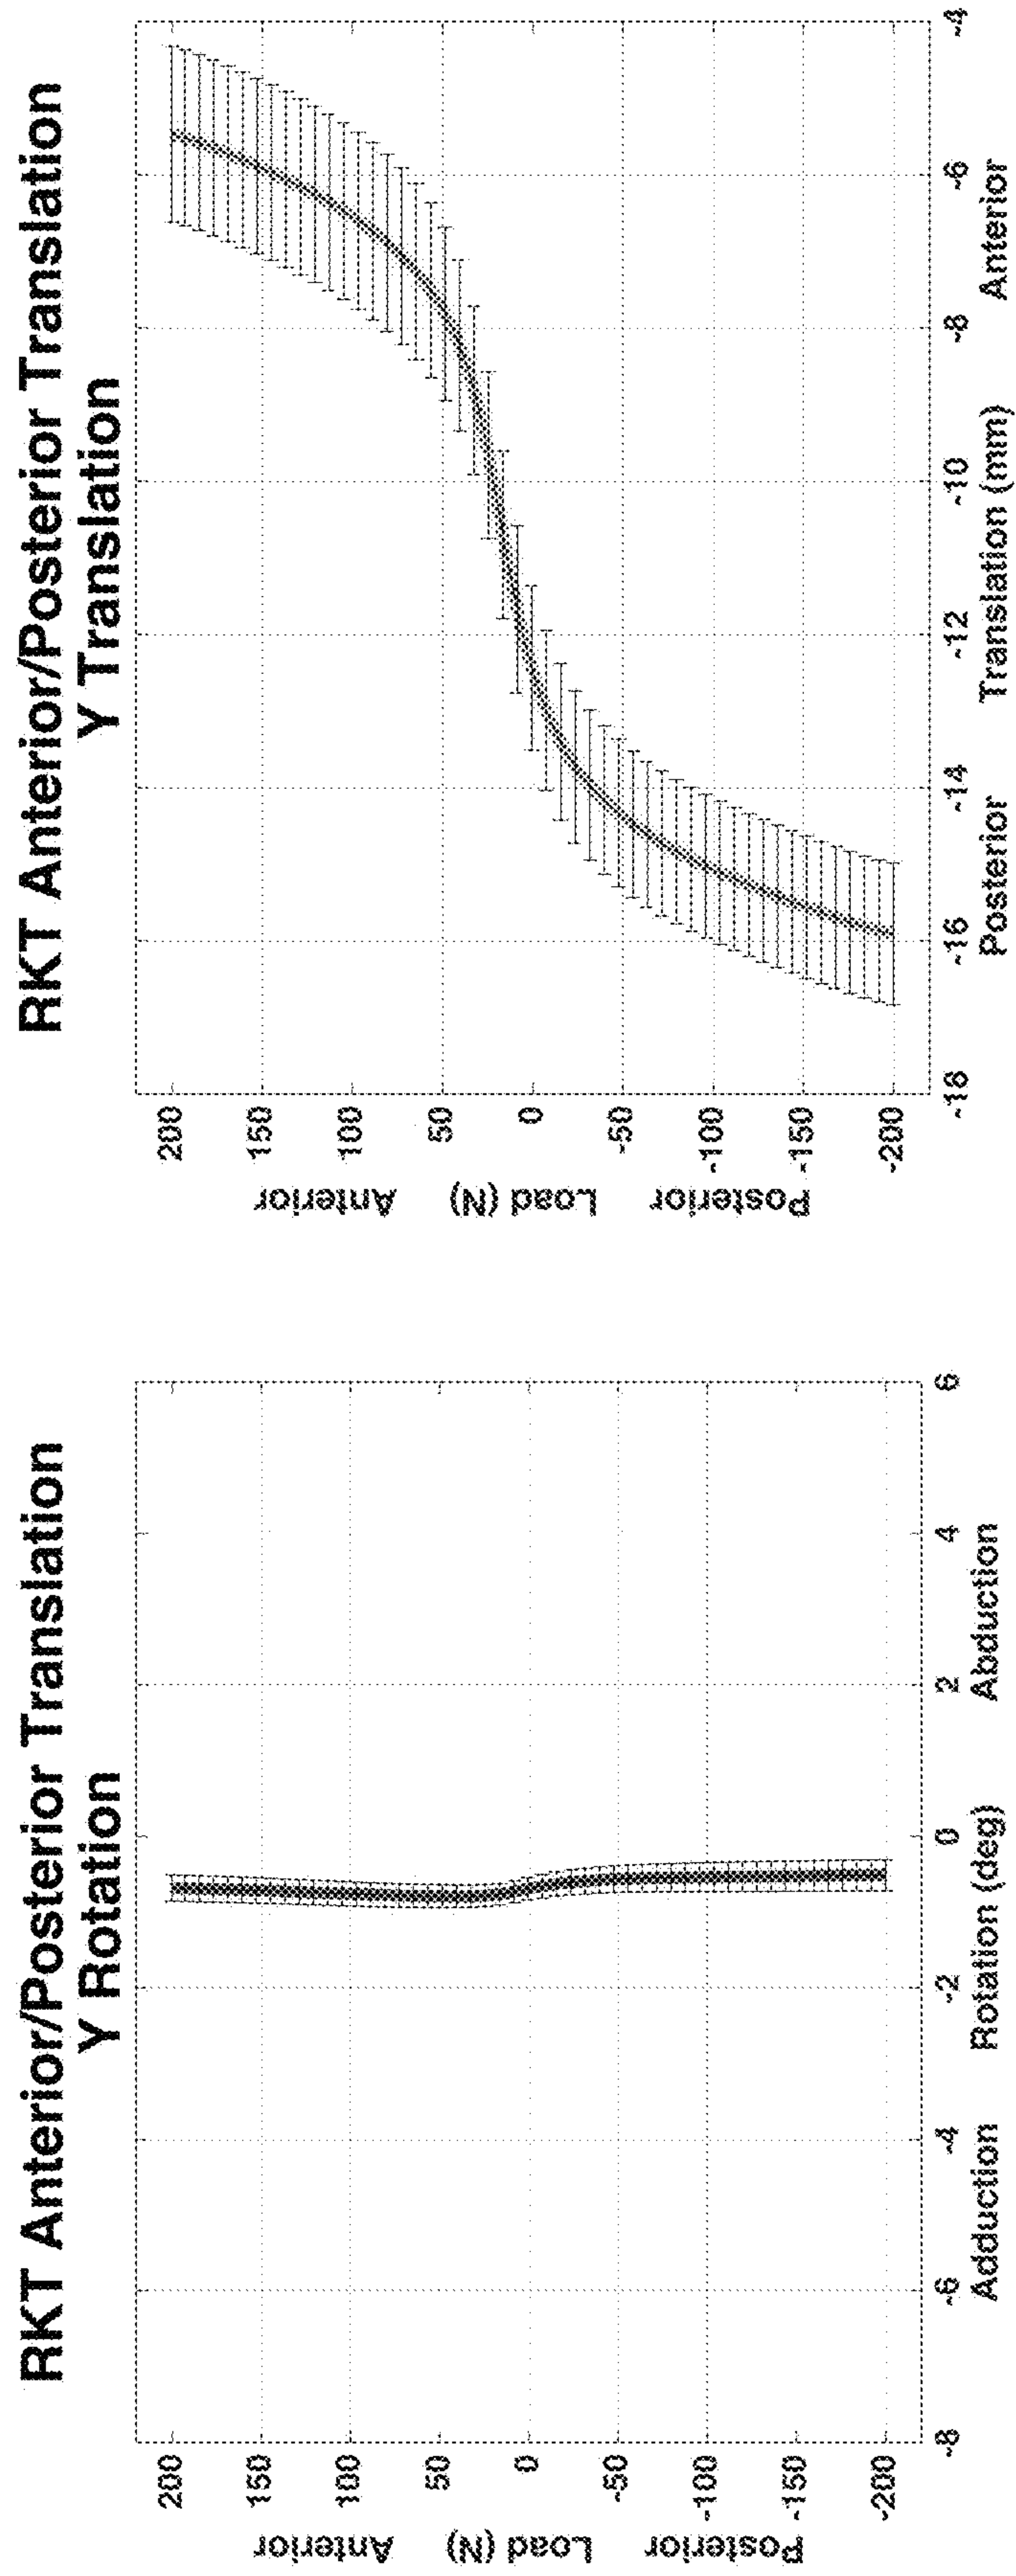 RKT Anterior/Posterior Translation
Y Rotation
Posterior Load (N) Anterior
200
150
100
50
0
-50
-100
-150
-200
-8 -6 -4 -2 0 2 4 6
Adduction Rotation (deg) Abduction
RKT Anterior/Posterior Translation
Y Translation
Posterior Load (N) Anterior
200
150
100
50
0
-50
-100
-150
-200
-18 -16 -14 -12 -10 -8 -6 -4
Posterior Translation (mm) Anterior